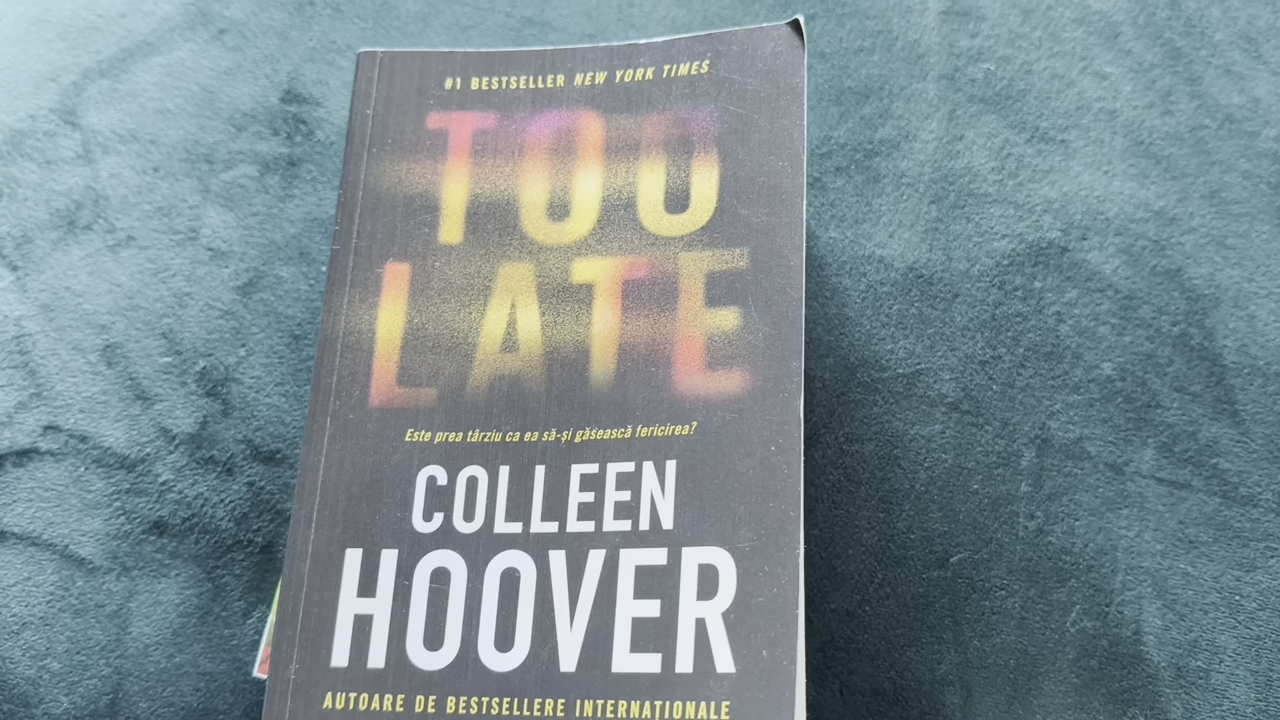 #1 BESTSELLER NEW YORK TIMES
TOO
LATE
Este prea târziu ca ea să-și găsească fericirea?
COLLEEN
HOOVER
AUTOARE DE BESTSELLERE INTERNAȚIONALE